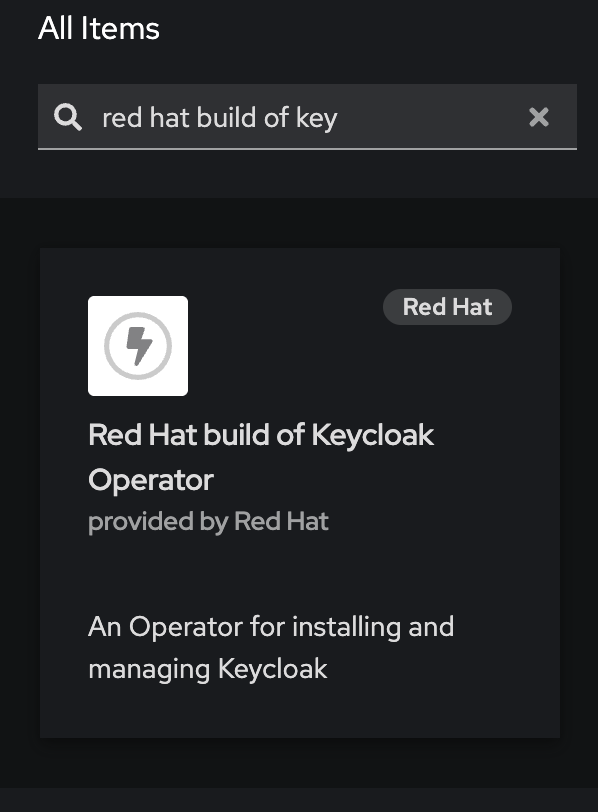 All Items
red hat build of key
Red Hat
Red Hat build of Keycloak
Operator
provided by Red Hat
An Operator for installing and
managing Keycloak